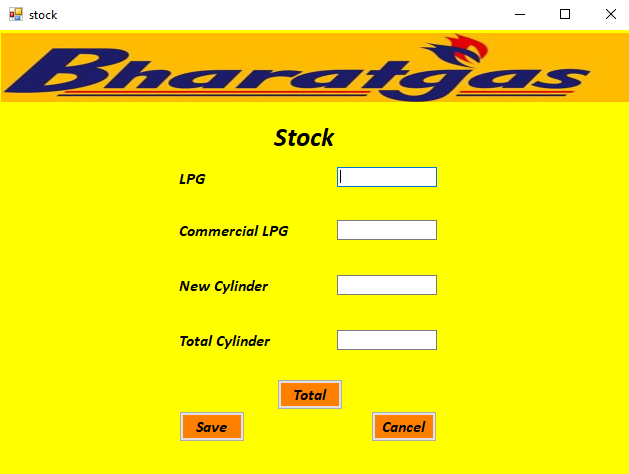 stock
Bharatgas
Stock
LPG
Commercial LPG
New Cylinder
Total Cylinder
Total
Save Cancel